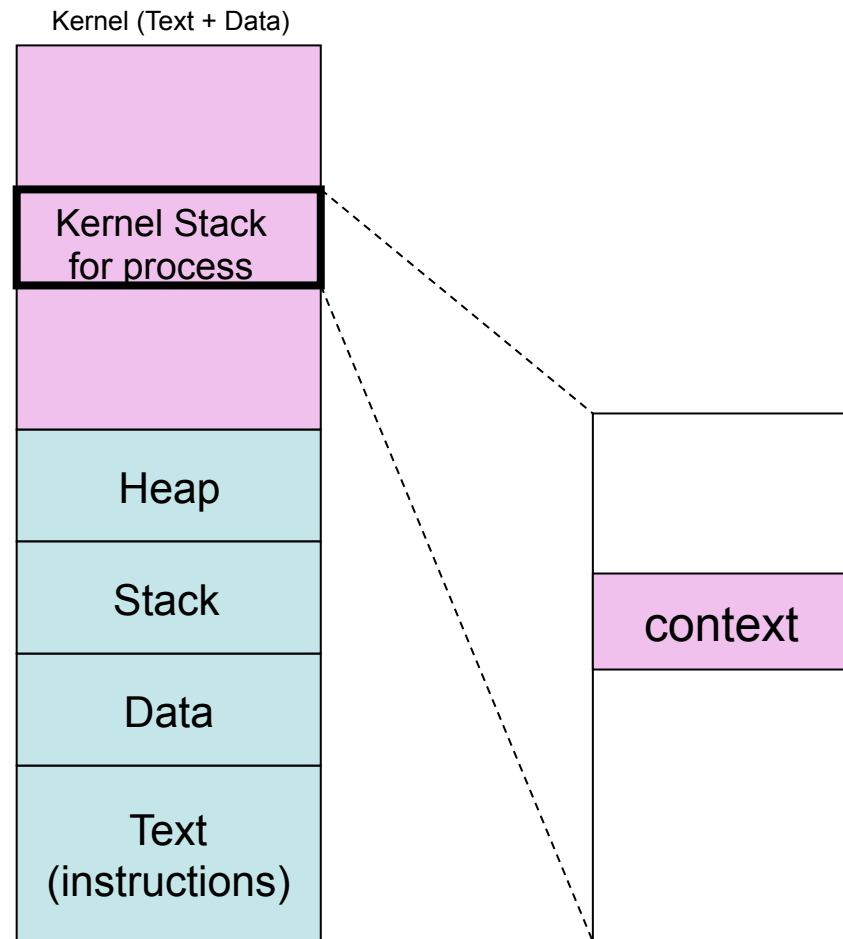 Kernel (Text + Data)
Kernel Stack
for process
Heap
Stack
context
Data
Text
(instructions)